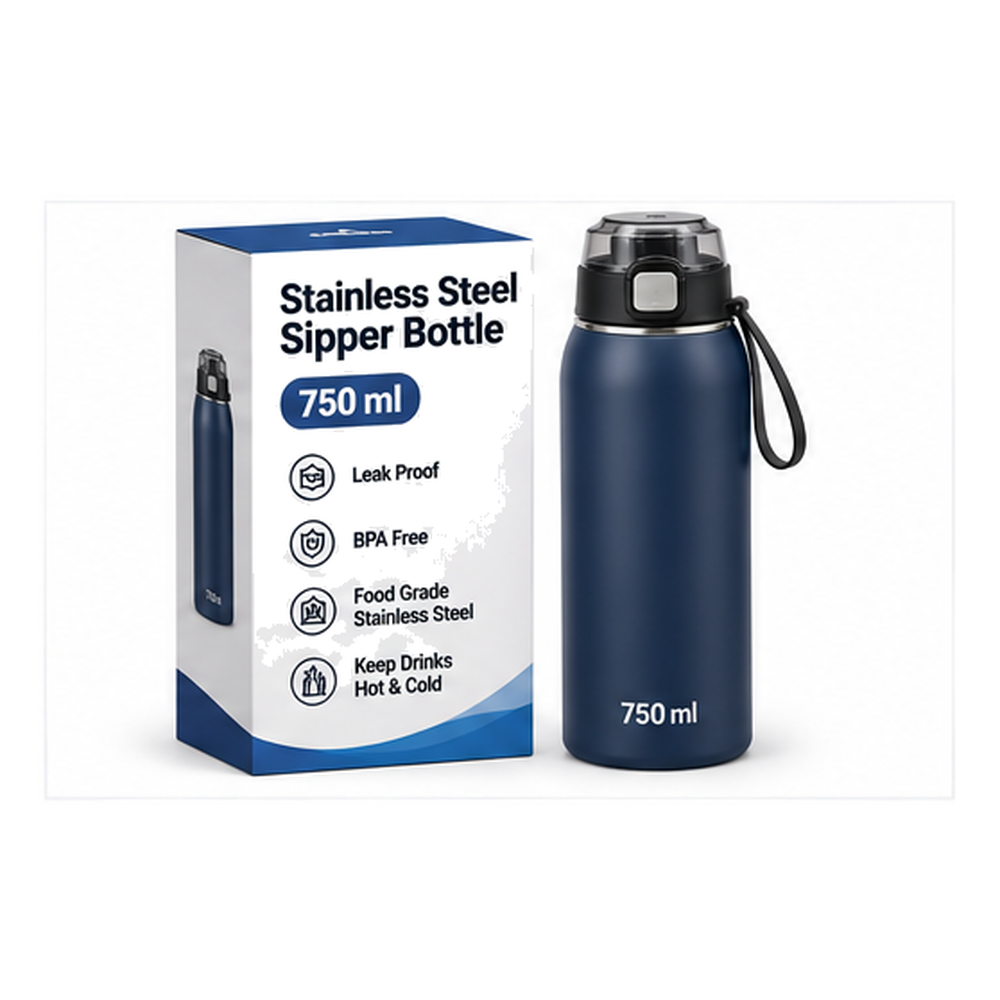 Stainless Steel
Sipper Bottle
750 ml
Leak Proof
BPA Free
Food Grade
Stainless Steel
Keep Drinks
Hot & Cold
750 ml